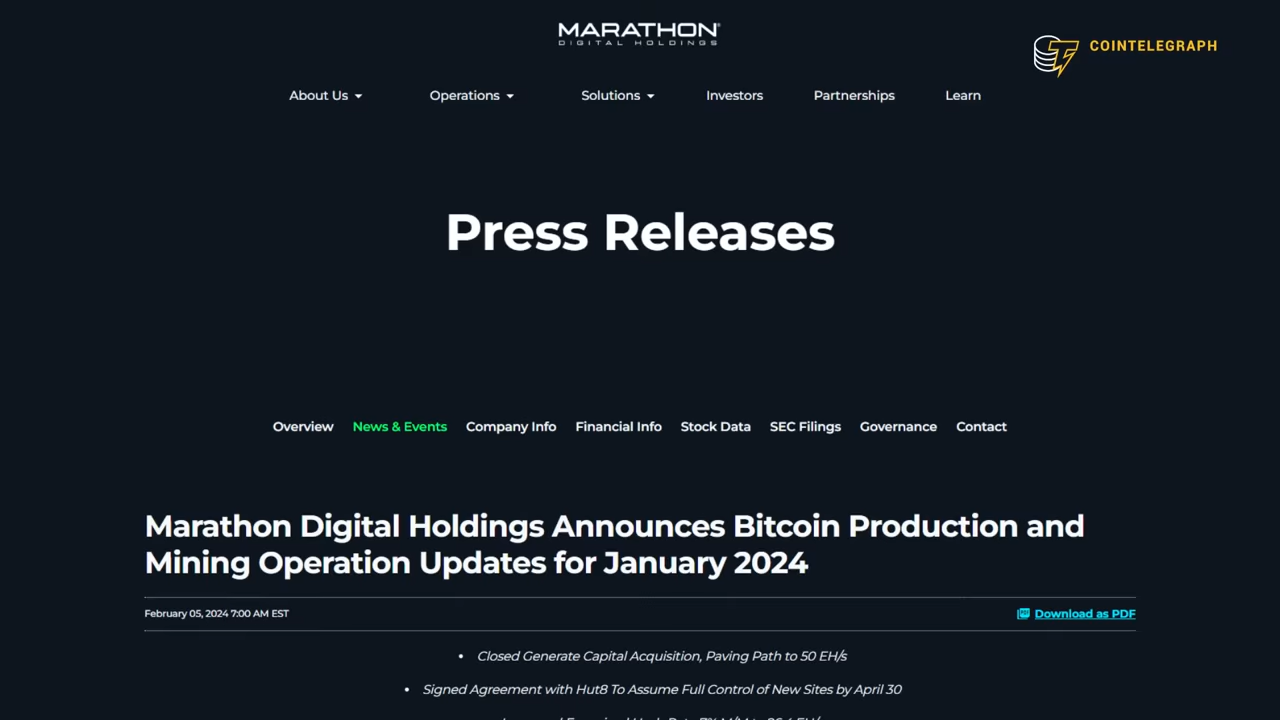 MARATHON
DIGITAL HOLDINGS
COINTELEGRAPH
About Us
Operations
Solutions
Investors
Partnerships
Learn
Press Releases
Overview
News & Events
Company Info
Financial Info
Stock Data
SEC Filings
Governance
Contact
Marathon Digital Holdings Announces Bitcoin Production and
Mining Operation Updates for January 2024
February 05, 2024 7:00 AM EST
Download as PDF
• Closed Generate Capital Acquisition, Paving Path to 50 EH/s
• Signed Agreement with Hut8 To Assume Full Control of New Sites by April 30